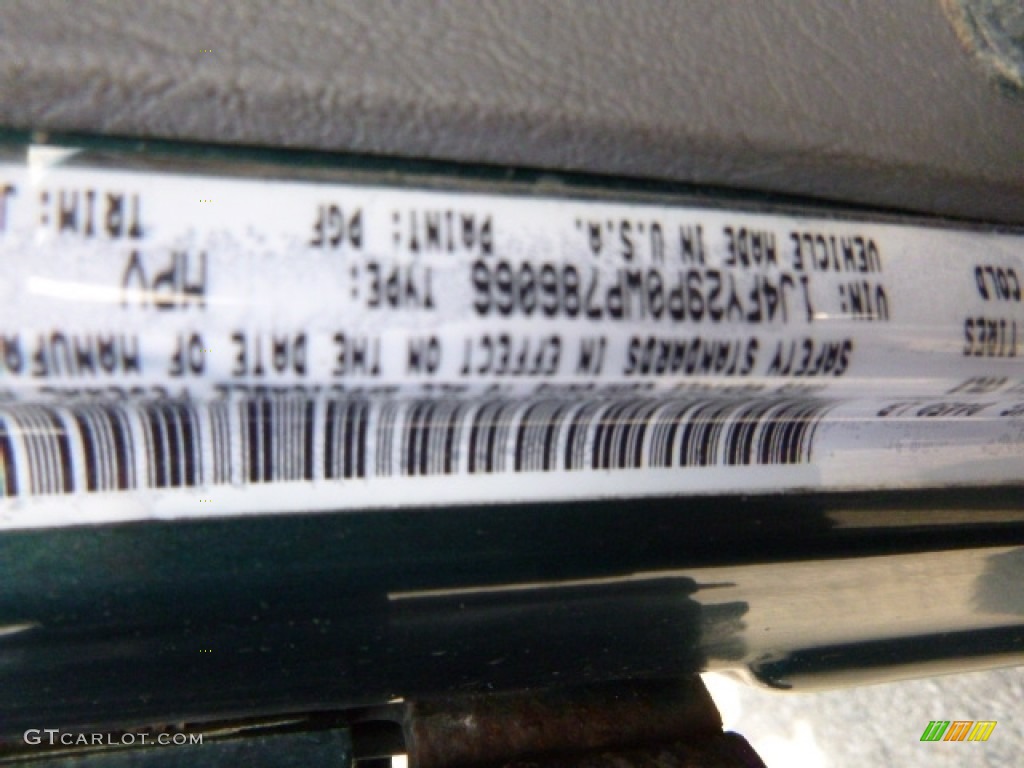 SAFETY STANDARDS IN EFFECT ON THE DATE OF MANUFA
TIRES
VIN: 1J4FY29P0WP786066 TYPE: MPV
COLD
VEHICLE MADE IN U.S.A. PAINT: PGF TRIM: J
GTCARLOT.COM